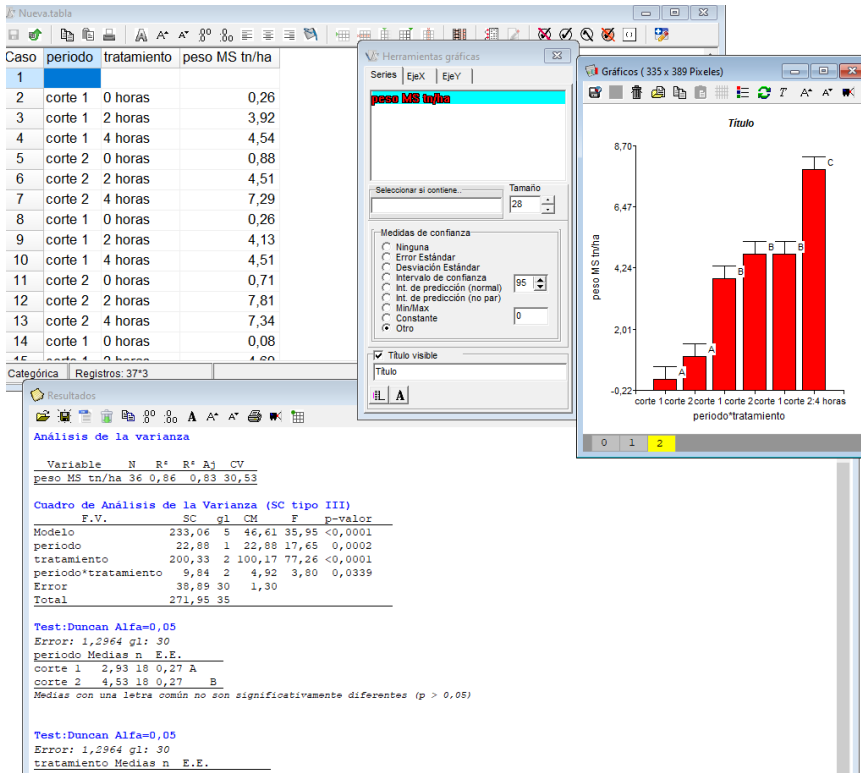 Nueva.tabla
Caso periodo tratamiento peso MS tn/ha
1
2 corte 1 0 horas 0,26
3 corte 1 2 horas 3,92
4 corte 1 4 horas 4,54
5 corte 2 0 horas 0,88
6 corte 2 2 horas 4,51
7 corte 2 4 horas 7,29
8 corte 1 0 horas 0,26
9 corte 1 2 horas 4,13
10 corte 1 4 horas 4,51
11 corte 2 0 horas 0,71
12 corte 2 2 horas 7,81
13 corte 2 4 horas 7,34
14 corte 1 0 horas 0,08
Categórica Registros: 37*3
Herramientas gráficas
Series EjeX EjeY
peso MS tn/ha
Seleccionar si contiene.. Tamaño
28
Medidas de confianza
Ninguna
Error Estándar
Desviación Estándar
Intervalo de confianza
Int. de predicción (normal) 95
Int. de predicción (no par)
Min/Max
Constante 0
Otro
Título visible
Título
A
Gráficos ( 335 x 389 Pixeles)
Título
8,70
6,47
4,24
2,01
-0,22
peso MS tn/ha
A
A
B
B
B
C
corte 1 corte 2 corte 1 corte 2 corte 1 corte 2:4 horas
periodo*tratamiento
0 1 2
Resultados
Análisis de la varianza
Variable N R² R² Aj CV
peso MS tn/ha 36 0,86 0,83 30,53
Cuadro de Análisis de la Varianza (SC tipo III)
F.V. SC gl CM F p-valor
Modelo 233,06 5 46,61 35,95 <0,0001
periodo 22,88 1 22,88 17,65 0,0002
tratamiento 200,33 2 100,17 77,26 <0,0001
periodo*tratamiento 9,84 2 4,92 3,80 0,0339
Error 38,89 30 1,30
Total 271,95 35
Test:Duncan Alfa=0,05
Error: 1,2964 gl: 30
periodo Medias n E.E.
corte 1 2,93 18 0,27 A
corte 2 4,53 18 0,27 B
Medias con una letra común no son significativamente diferentes (p > 0,05)
Test:Duncan Alfa=0,05
Error: 1,2964 gl: 30
tratamiento Medias n E.E.